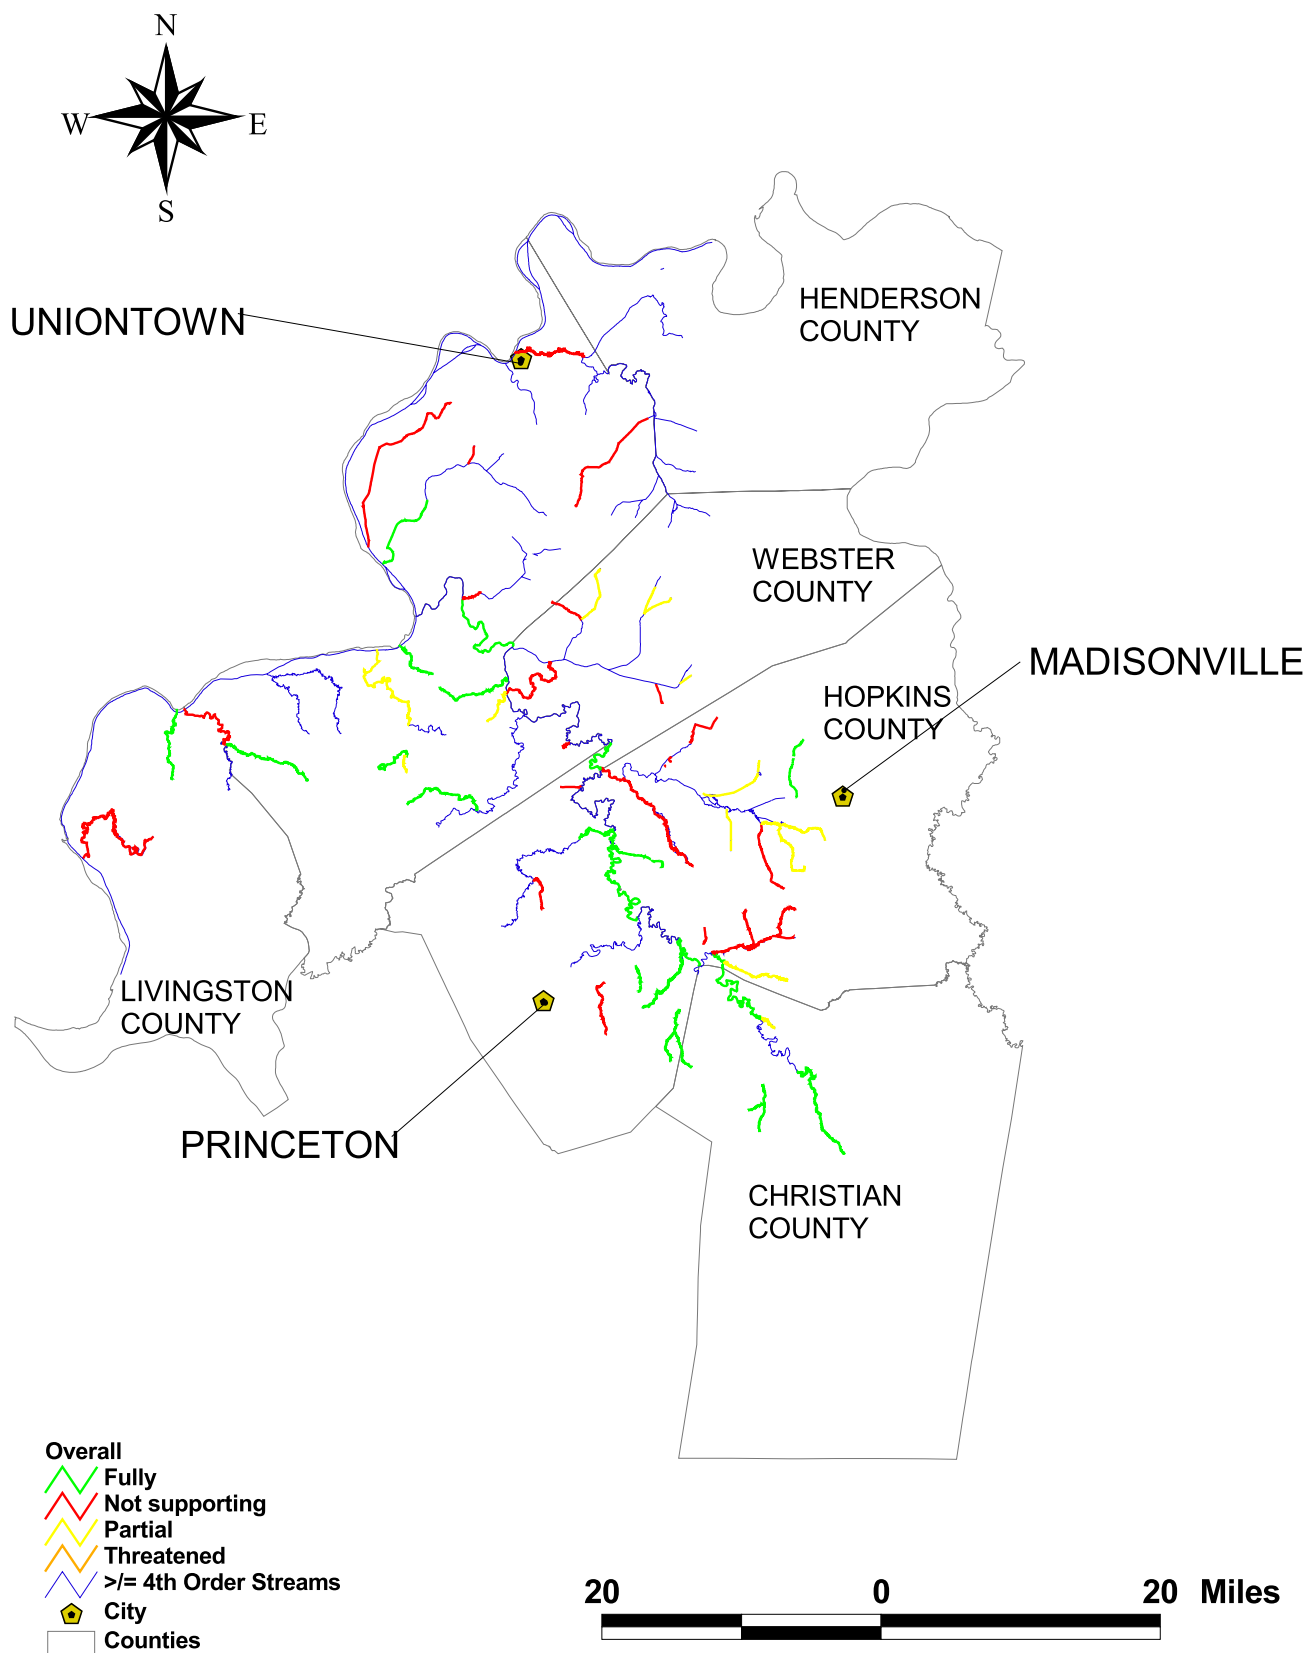 N
W E
S
UNIONTOWN
HENDERSON
COUNTY
WEBSTER
COUNTY
MADISONVILLE
HOPKINS
COUNTY
LIVINGSTON
COUNTY
PRINCETON
CHRISTIAN
COUNTY
Overall
Fully
Not supporting
Partial
Threatened
>/= 4th Order Streams
City
Counties
20 0 20 Miles